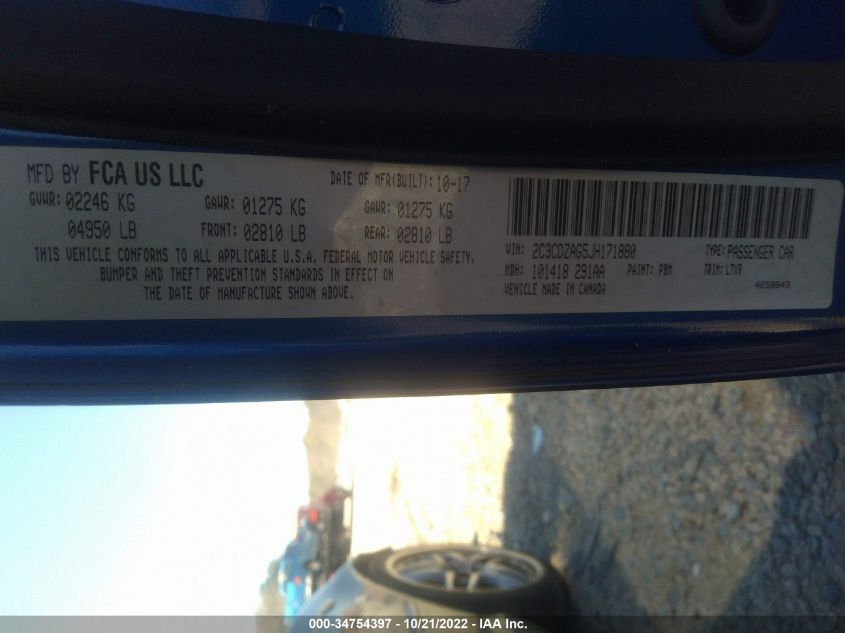 MFD BY FCA US LLC
DATE OF MFR(BUILT): 10-17
GVWR: 02246 KG
GAWR: 01275 KG
GAWR: 01275 KG
04950 LB
FRONT: 02810 LB
REAR: 02810 LB
THIS VEHICLE CONFORMS TO ALL APPLICABLE U.S.A. FEDERAL MOTOR VEHICLE SAFETY,
BUMPER AND THEFT PREVENTION STANDARDS IN EFFECT ON
THE DATE OF MANUFACTURE SHOWN ABOVE.
VIN: 2C3CDZAG5JH171880
TYPE: PASSENGER CAR
MDH: 101418 291AA
PAINT: PBM
TRIM: L7X9
VEHICLE MADE IN CANADA
4658043
000-34754397 - 10/21/2022 - IAA Inc.